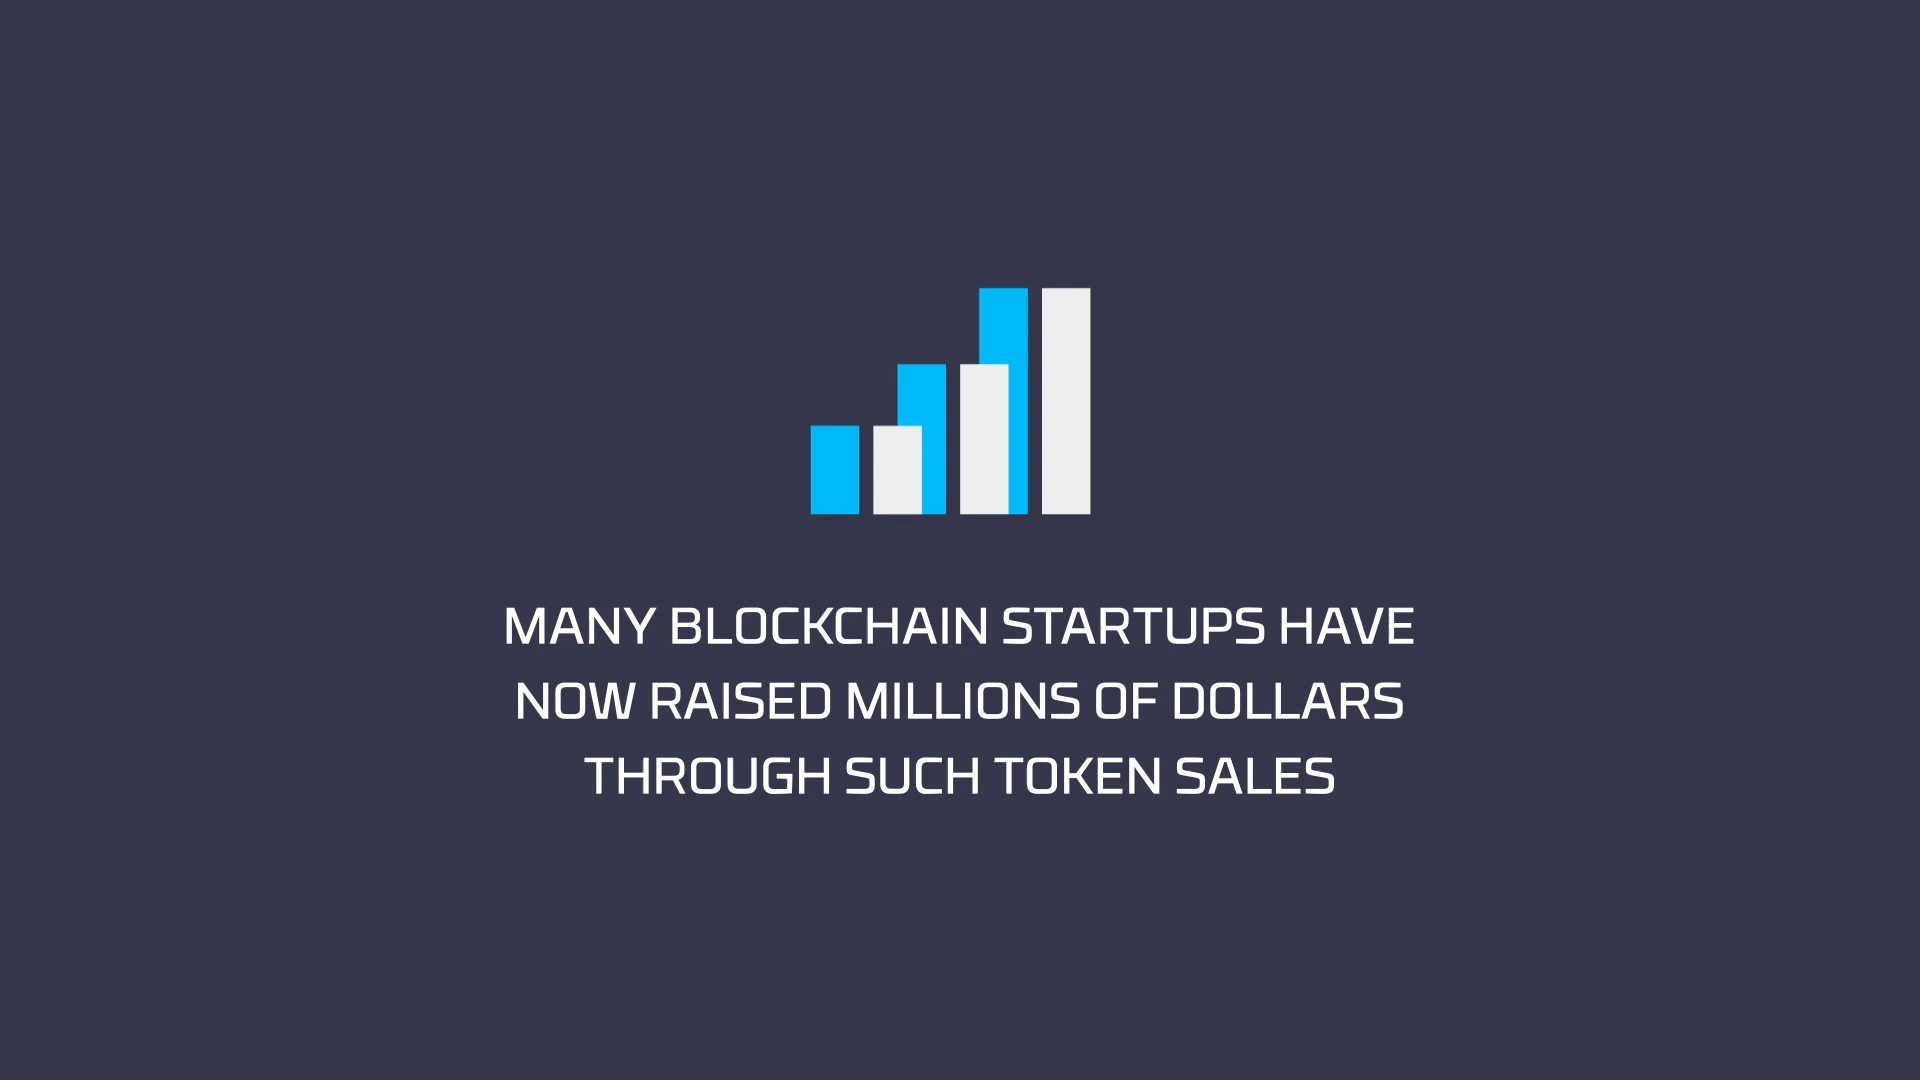 MANY BLOCKCHAIN STARTUPS HAVE
NOW RAISED MILLIONS OF DOLLARS
THROUGH SUCH TOKEN SALES